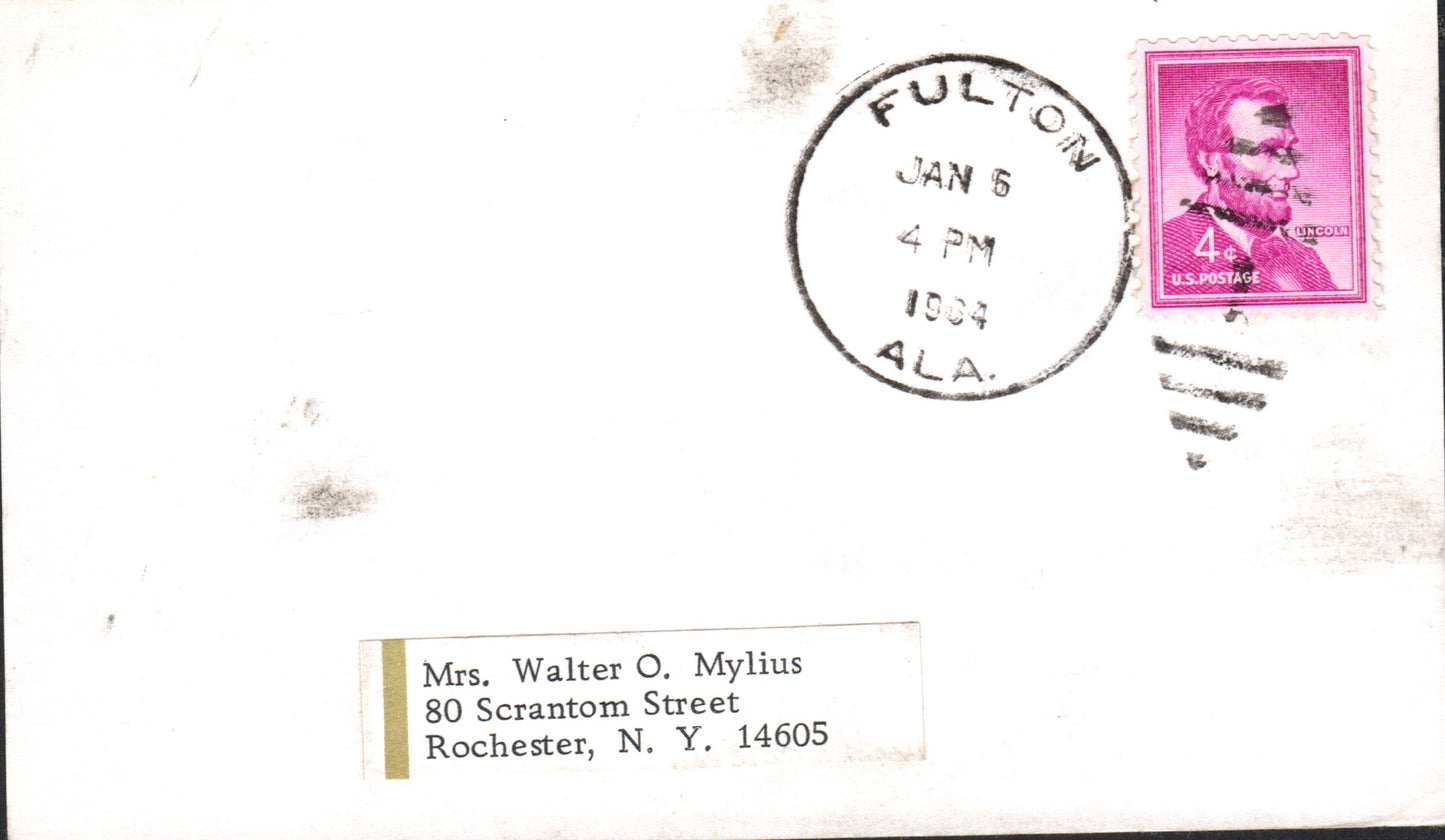 FULTON
JAN 6
4 PM
1964
ALA.
LINCOLN
4¢
U.S. POSTAGE
Mrs. Walter O. Mylius
80 Scrantom Street
Rochester, N. Y. 14605